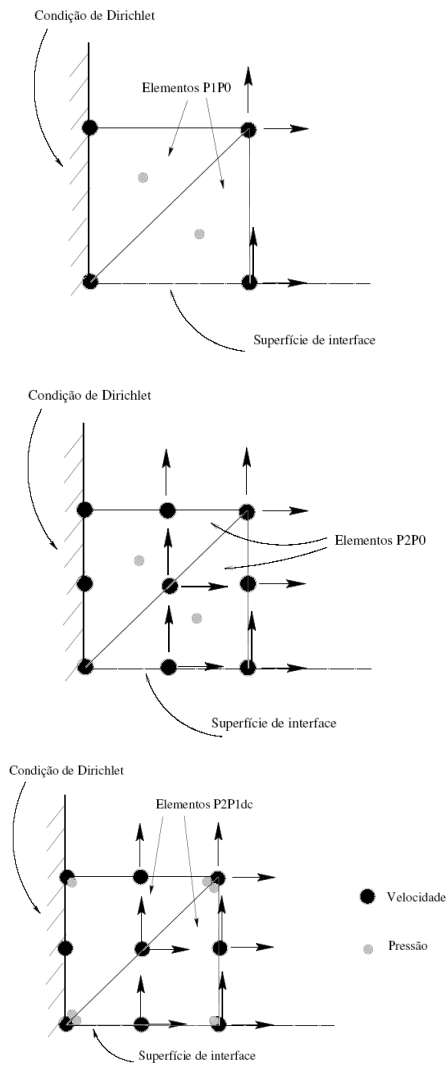 Condição de Dirichlet
Elementos P1P0
Superfície de interface
Condição de Dirichlet
Elementos P2P0
Superfície de interface
Condição de Dirichlet
Elementos P2P1dc
Velocidade
Pressão
Superfície de interface